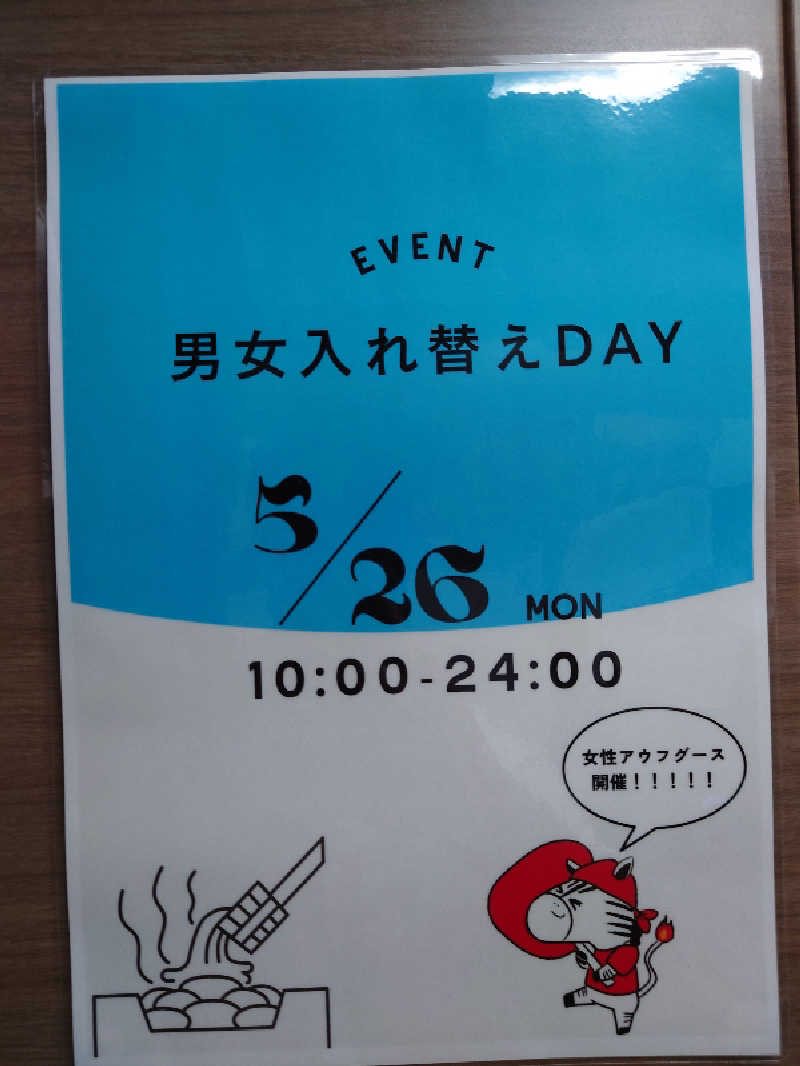 EVENT
男女入れ替えDAY
5/26 MON
10:00-24:00
女性アウフグース
開催！！！！！